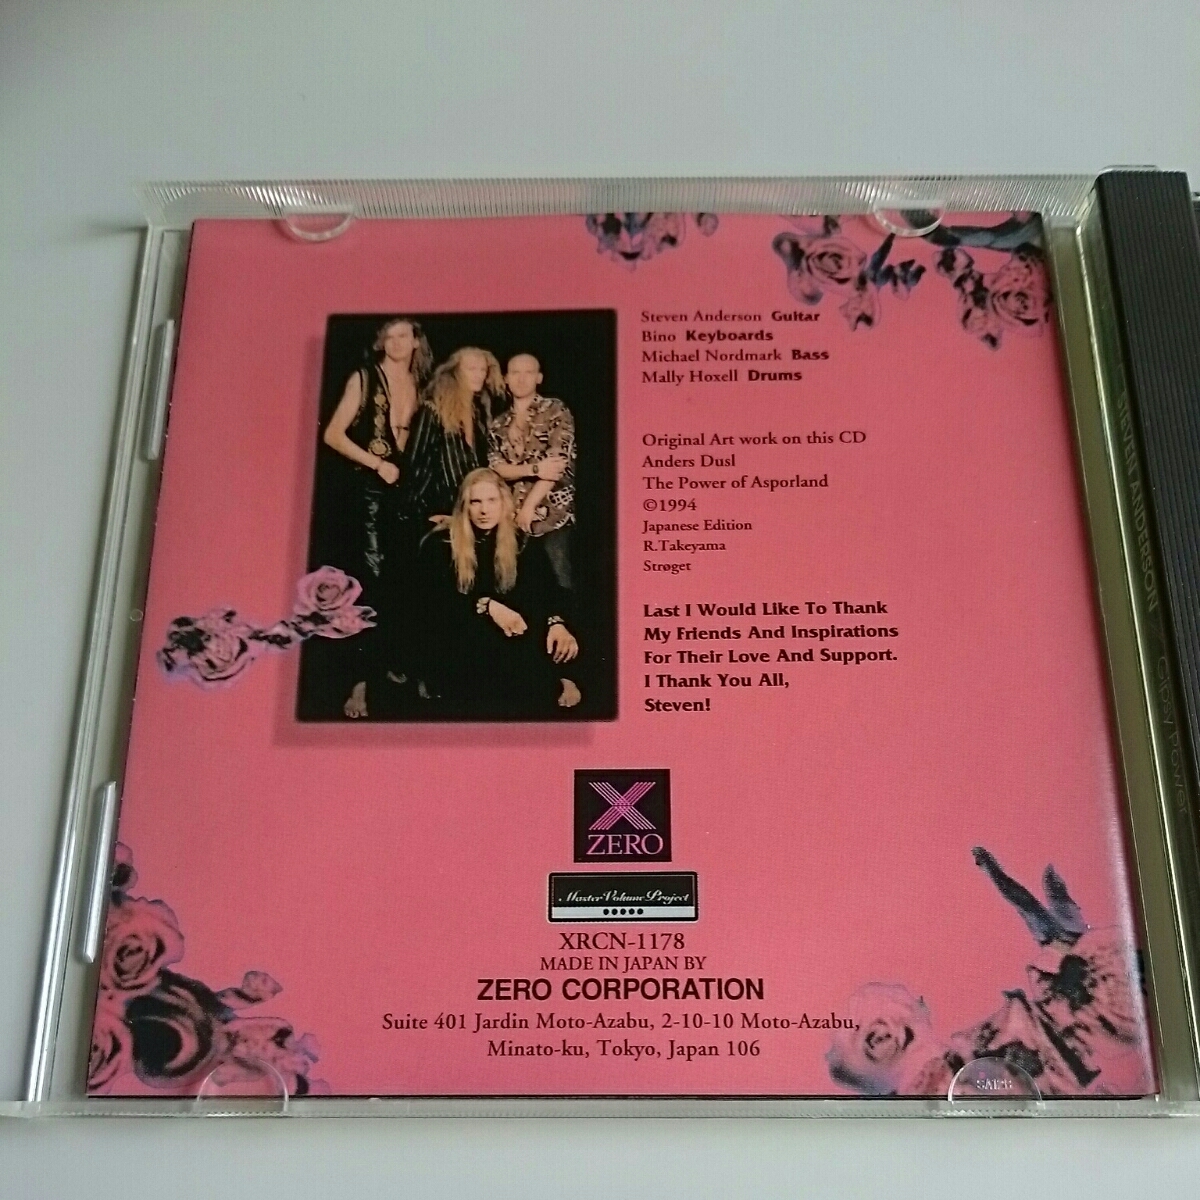 Steven Anderson Guitar
Bino Keyboards
Michael Nordmark Bass
Mally Hoxell Drums
Original Art work on this CD
Anders Dusl
The Power of Asporland
©1994
Japanese Edition
R.Takeyama
Strøget
Last I Would Like To Thank
My Friends And Inspirations
For Their Love And Support.
I Thank You All,
Steven!
X
ZERO
Master Volume Project
XRCN-1178
MADE IN JAPAN BY
ZERO CORPORATION
Suite 401 Jardin Moto-Azabu, 2-10-10 Moto-Azabu,
Minato-ku, Tokyo, Japan 106
STEVEN ANDERSON / Gipsy Power